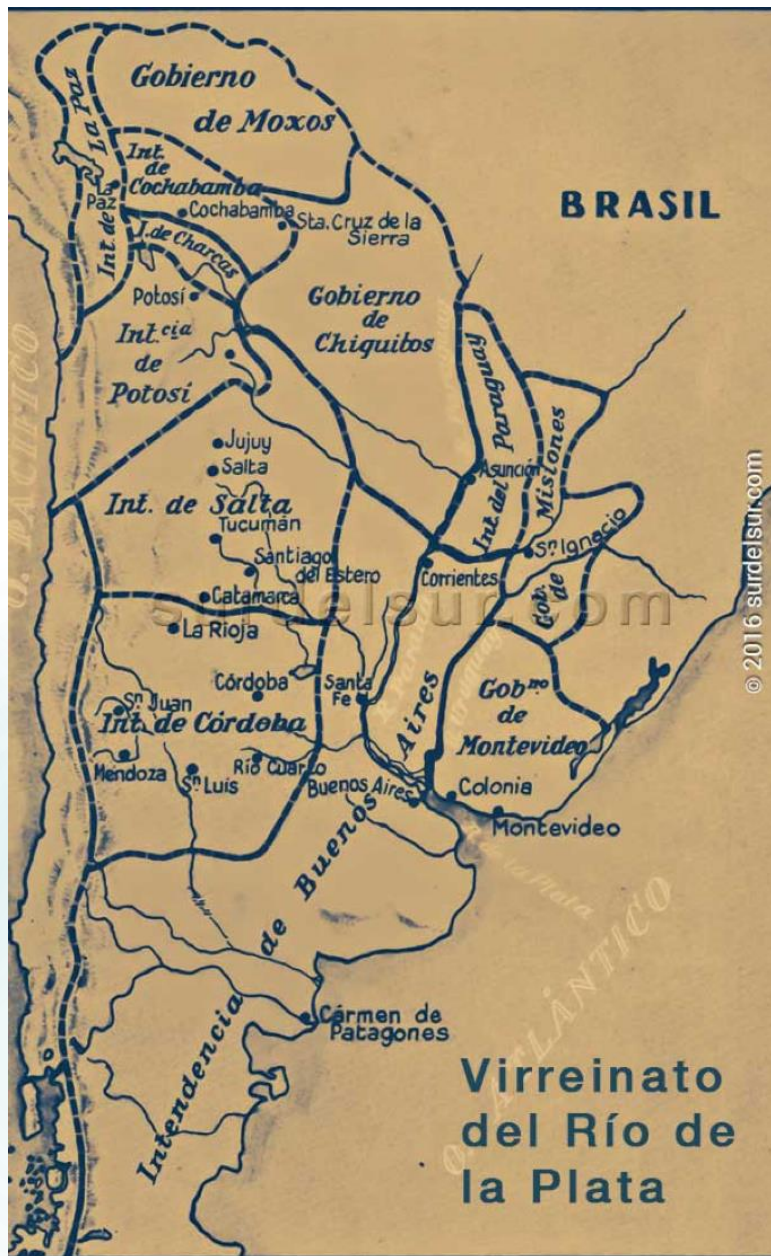 Gobierno
de Moxos
Int. de La Paz
Int.
de
Cochabamba
La
Paz
Cochabamba
Sta. Cruz de la
Sierra
I. de Charcas
BRASIL
Potosí
Gobierno
de
Chiquitos
Int.cia
de
Potosí
O. PACÍFICO
Jujuy
Salta
Int. de Salta
Tucumán
Santiago
del Estero
Catamarca
Int. del Paraguay
Asunción
Misiones
Sn. Ignacio
Corrientes
Gob. de
surdelsur.com
La Rioja
Córdoba
Santa
Fe
Sn. Juan
Int. de Córdoba
Mendoza
Sn. Luís
Río Cuarto
Buenos Aires
Gobno
de
Montevideo
Colonia
Montevideo
R. de la Plata
Intendencia de Buenos Aires
Cármen de
Patagones
O. ATLÁNTICO
Virreinato
del Río de
la Plata
© 2016 surdelsur.com